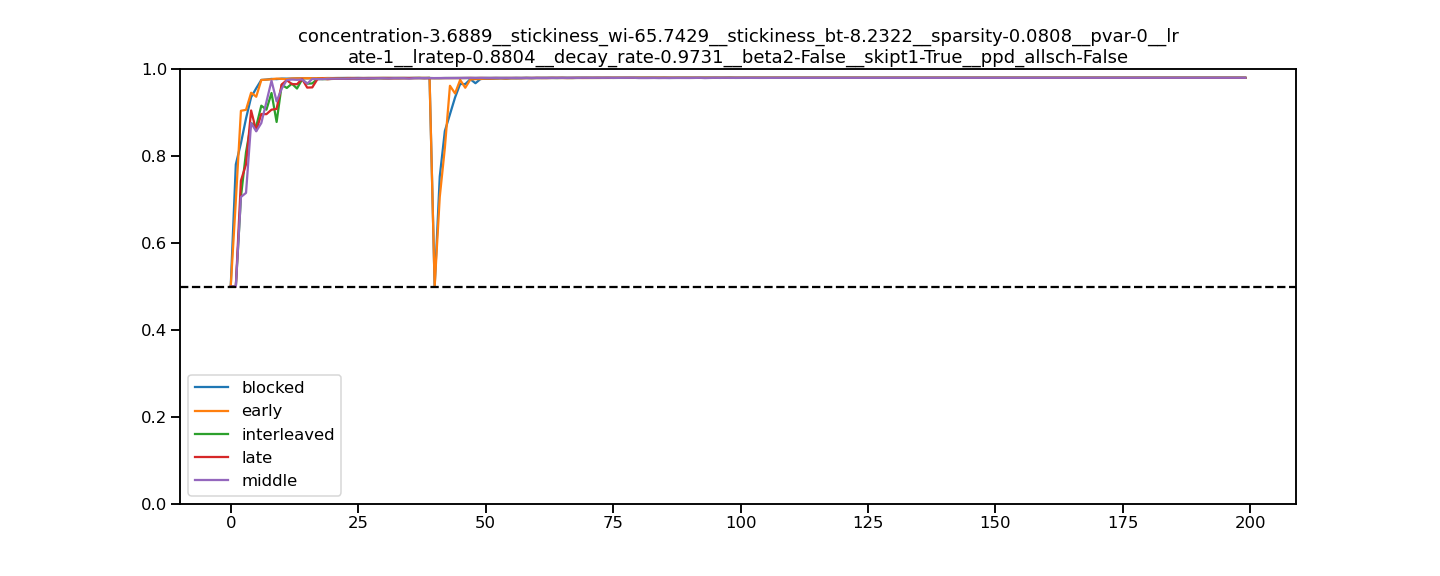 concentration-3.6889__stickiness_wi-65.7429__stickiness_bt-8.2322__sparsity-0.0808__pvar-0__lr
ate-1__lratep-0.8804__decay_rate-0.9731__beta2-False__skipt1-True__ppd_allsch-False
1.0
0.8
0.6
0.4
0.2
0.0
blocked
early
interleaved
late
middle
0 25 50 75 100 125 150 175 200